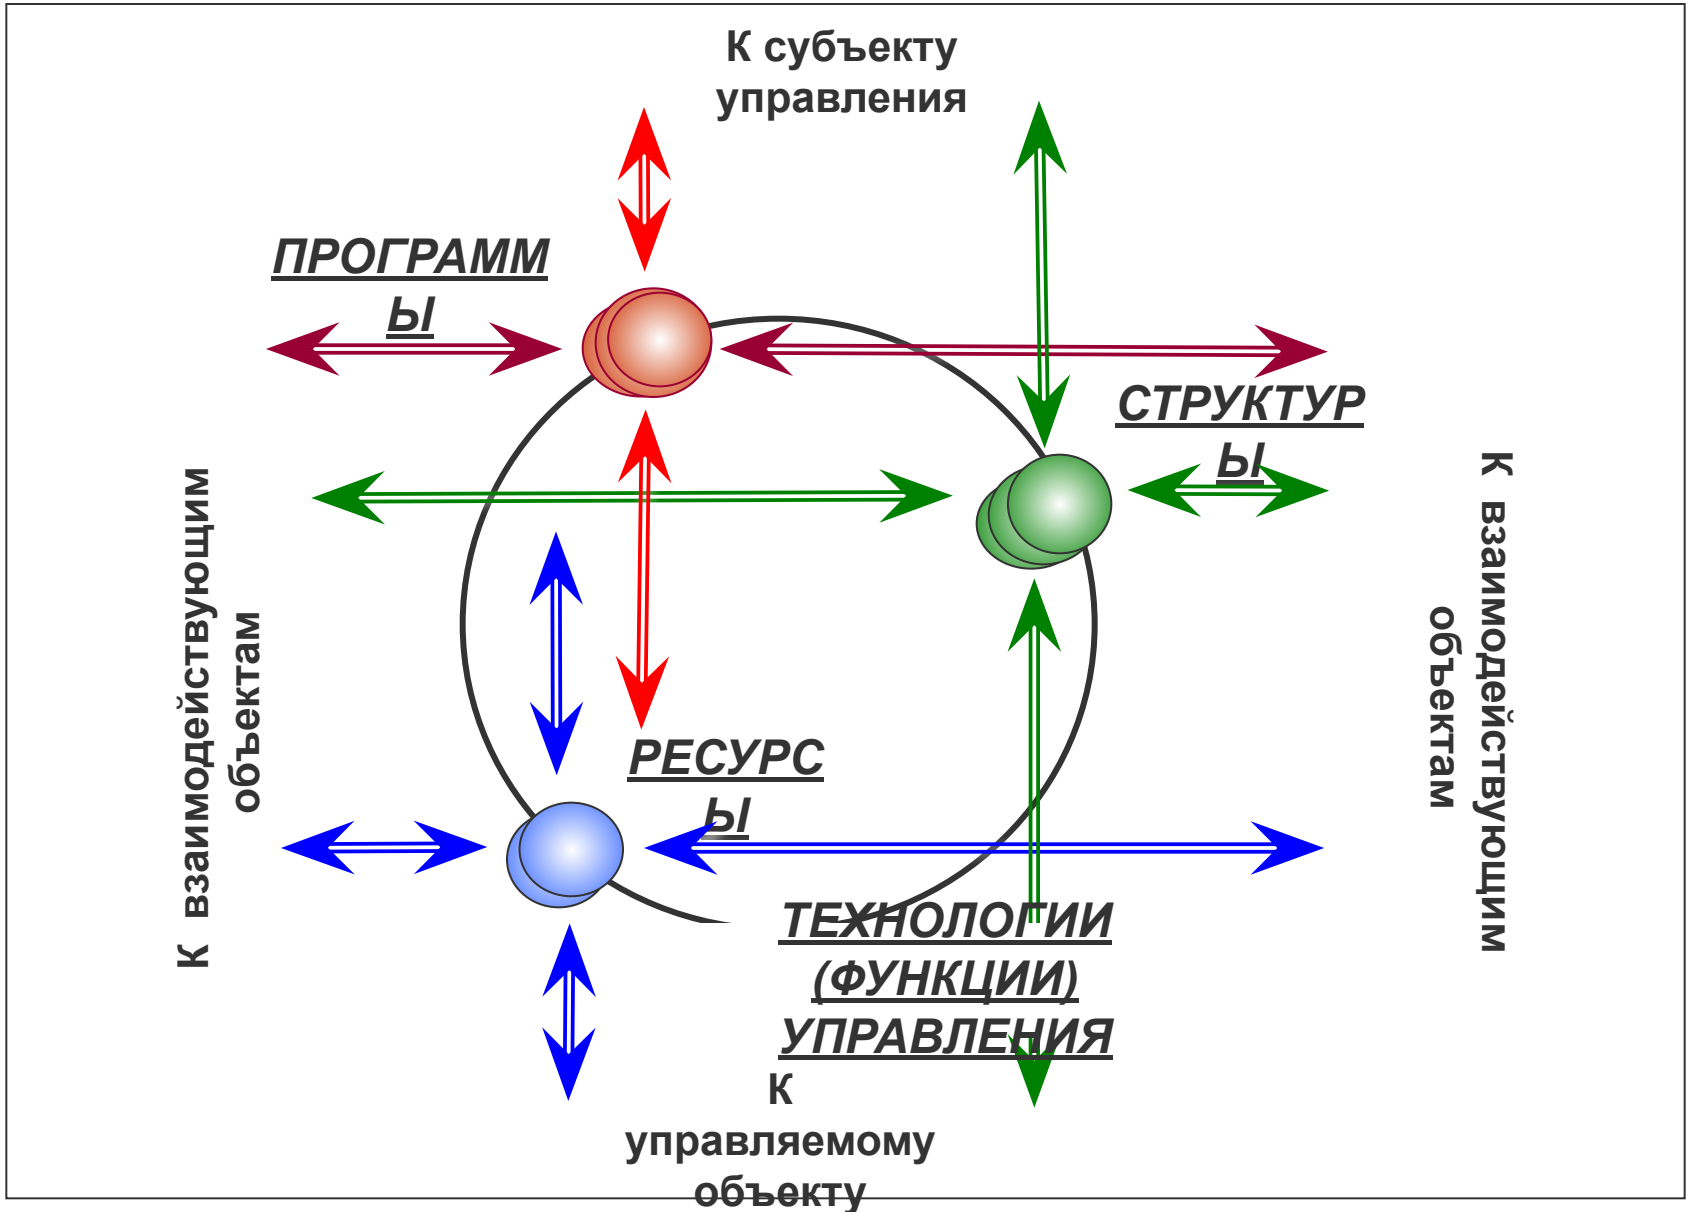 К субъекту
управления
ПРОГРАММ
Ы
СТРУКТУР
Ы
К взаимодействующим
объектам
К взаимодействующим
объектам
РЕСУРС
Ы
ТЕХНОЛОГИИ
(ФУНКЦИИ)
УПРАВЛЕНИЯ
К
управляемому
объекту